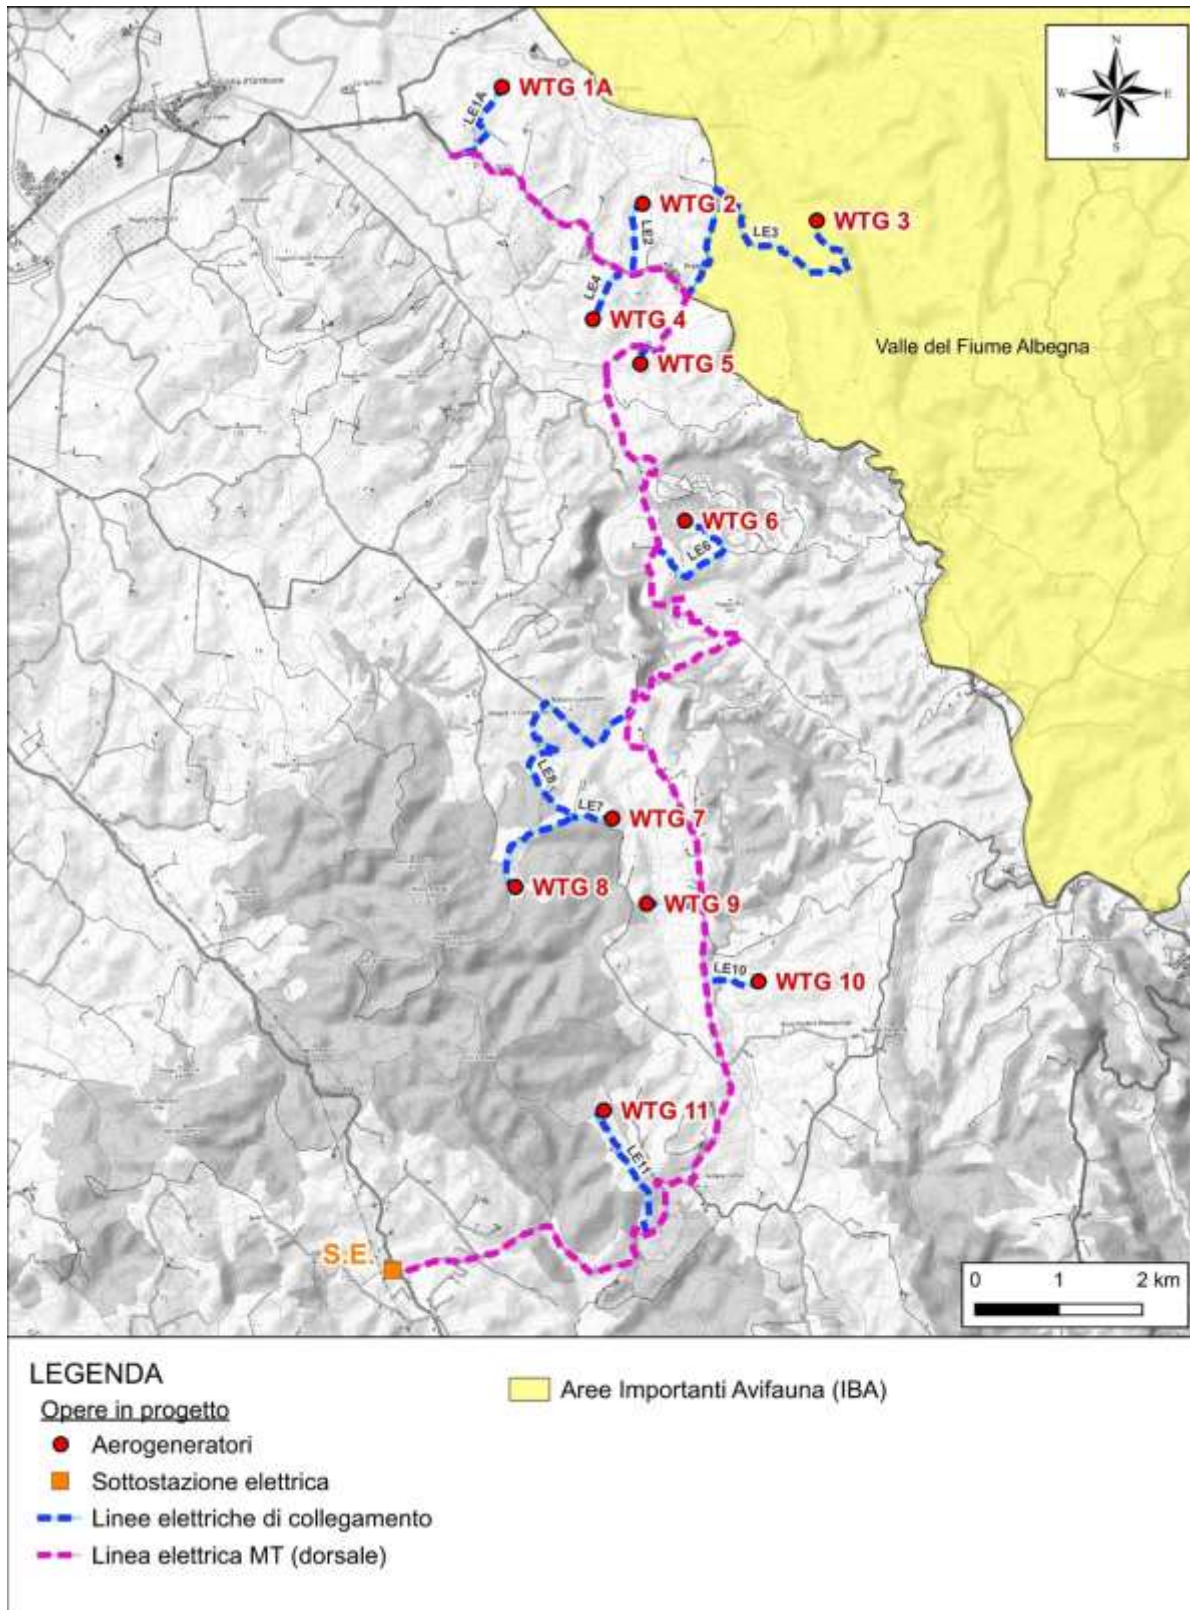 N
W E
S
WTG 1A
LE1A
WTG 2
LE2
WTG 3
LE3
LE4
WTG 4
WTG 5
Valle del Fiume Albegna
WTG 6
LE6
LE8
LE7
WTG 7
WTG 8
WTG 9
LE10
WTG 10
WTG 11
LE11
S.E.
0 1 2 km
LEGENDA
Opere in progetto
Aerogeneratori
Sottostazione elettrica
Linee elettriche di collegamento
Linea elettrica MT (dorsale)
Aree Importanti Avifauna (IBA)